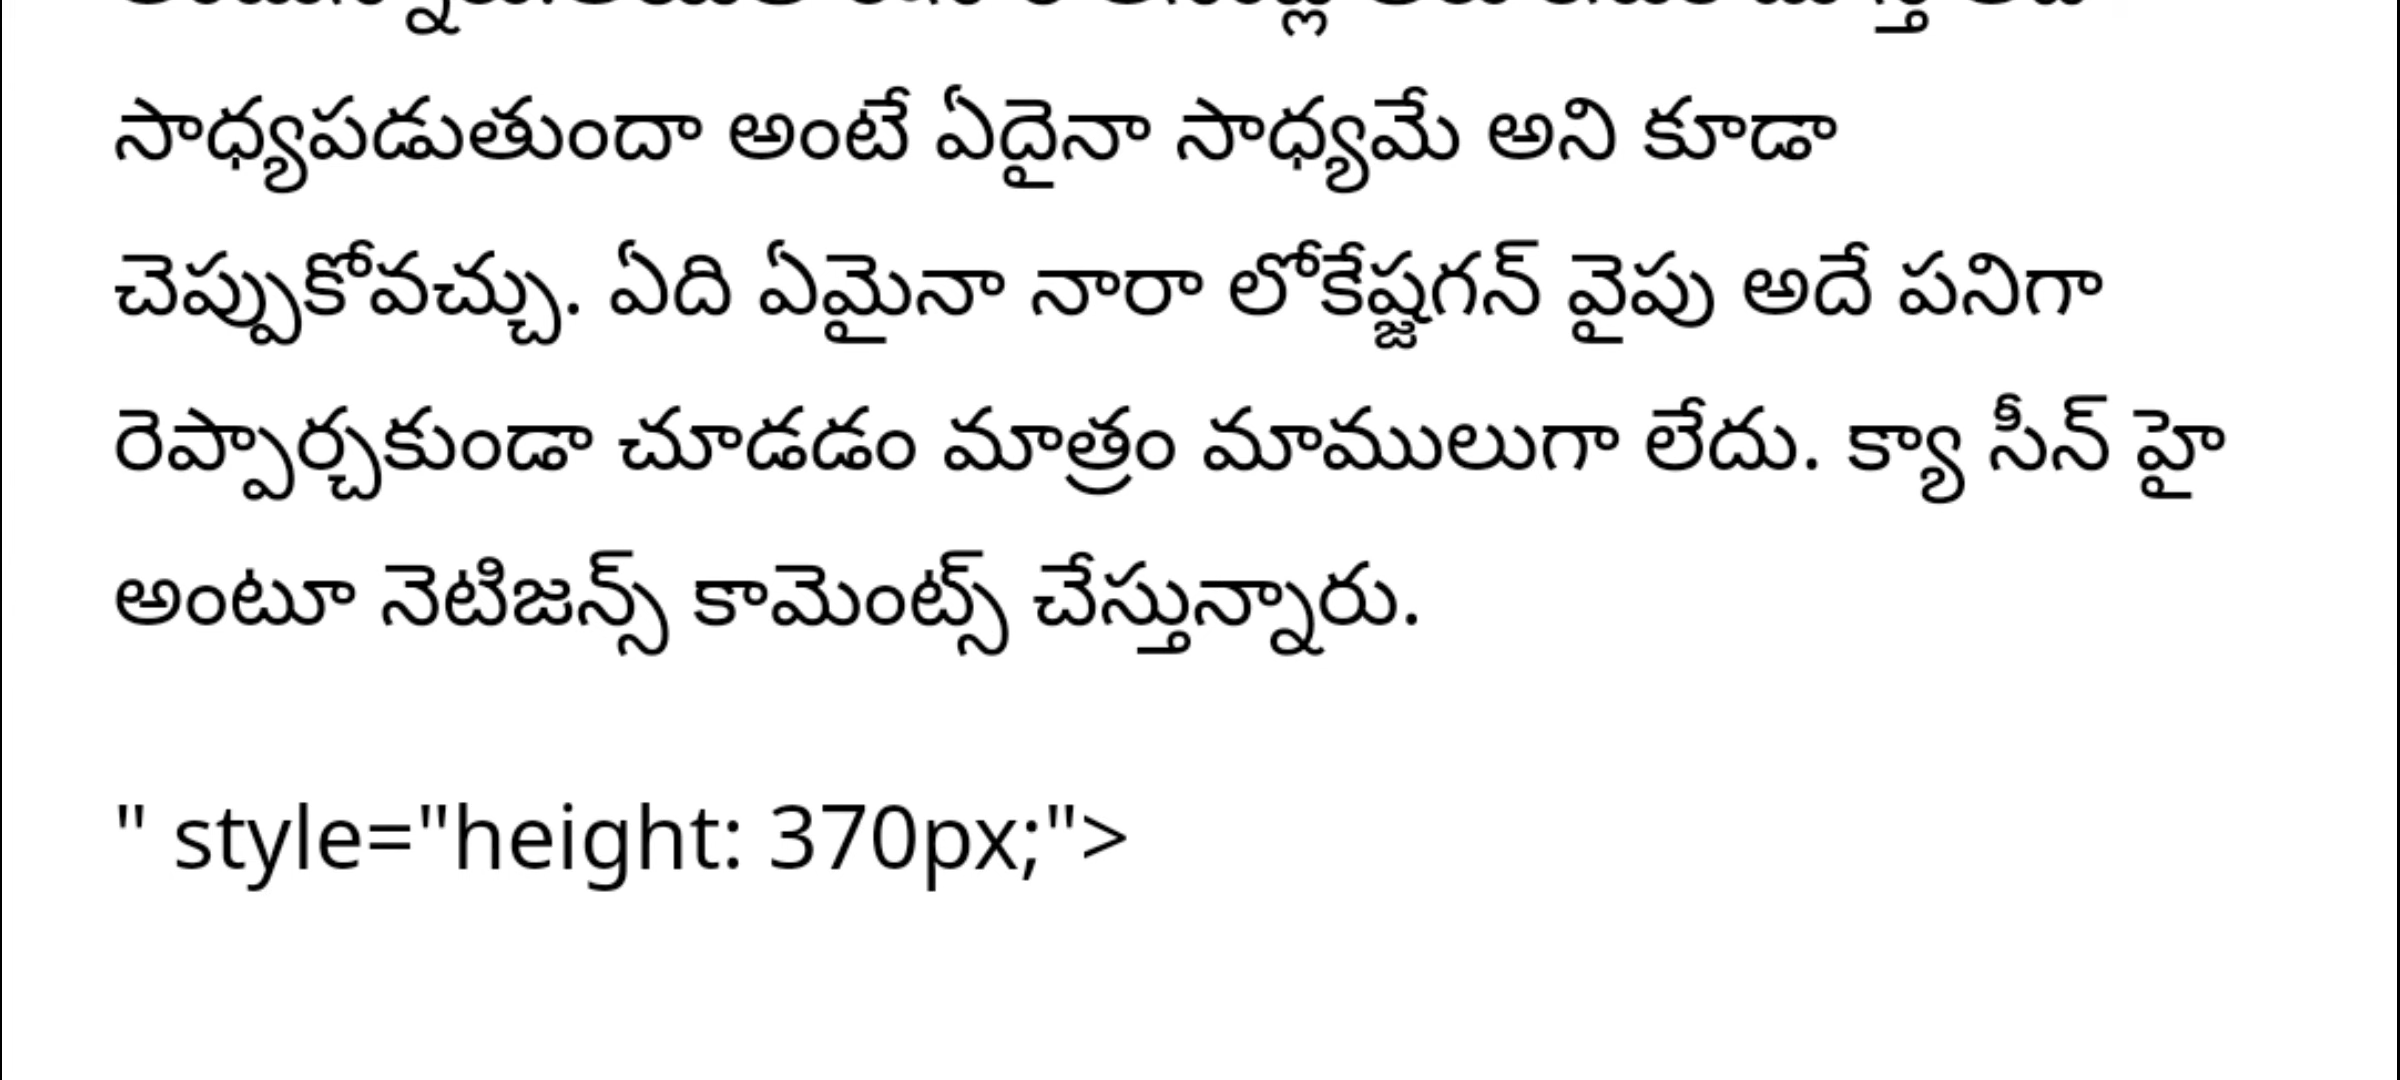 సాధ్యపడుతుందా అంటే ఏదైనా సాధ్యమే అని కూడా
చెప్పుకోవచ్చు. ఏది ఏమైనా నారా లోకేష్జగన్ వైపు అదే పనిగా
రెప్పార్చకుండా చూడడం మాత్రం మాములుగా లేదు. క్యా సీన్ హై
అంటూ నెటిజన్స్ కామెంట్స్ చేస్తున్నారు.
" style="height: 370px;">